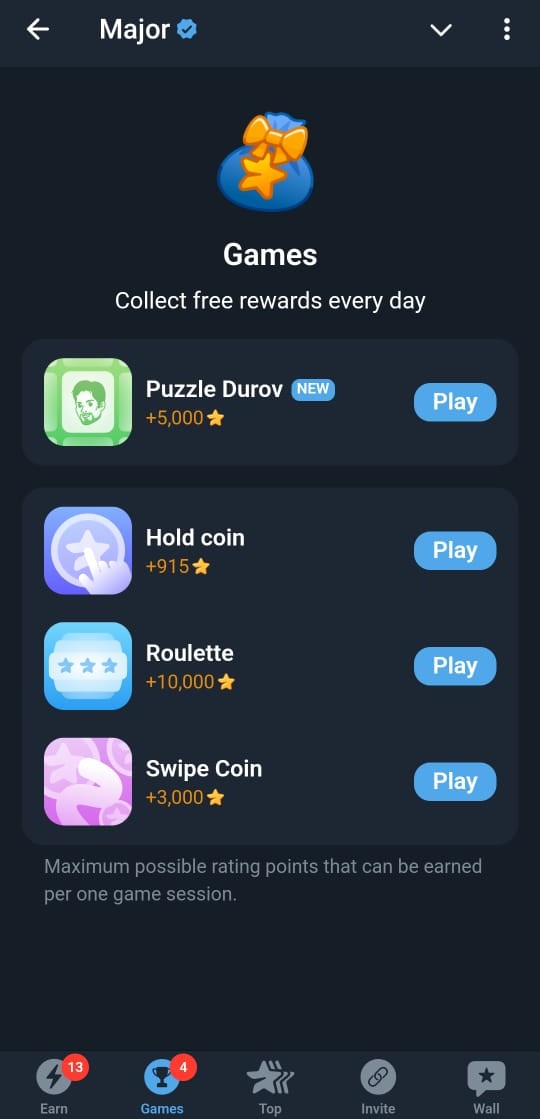 Major
Games
Collect free rewards every day
Puzzle Durov NEW
+5,000
Play
Hold coin
+915
Play
Roulette
+10,000
Play
Swipe Coin
+3,000
Play
Maximum possible rating points that can be earned
per one game session.
13
4
Earn
Games
Top
Invite
Wall